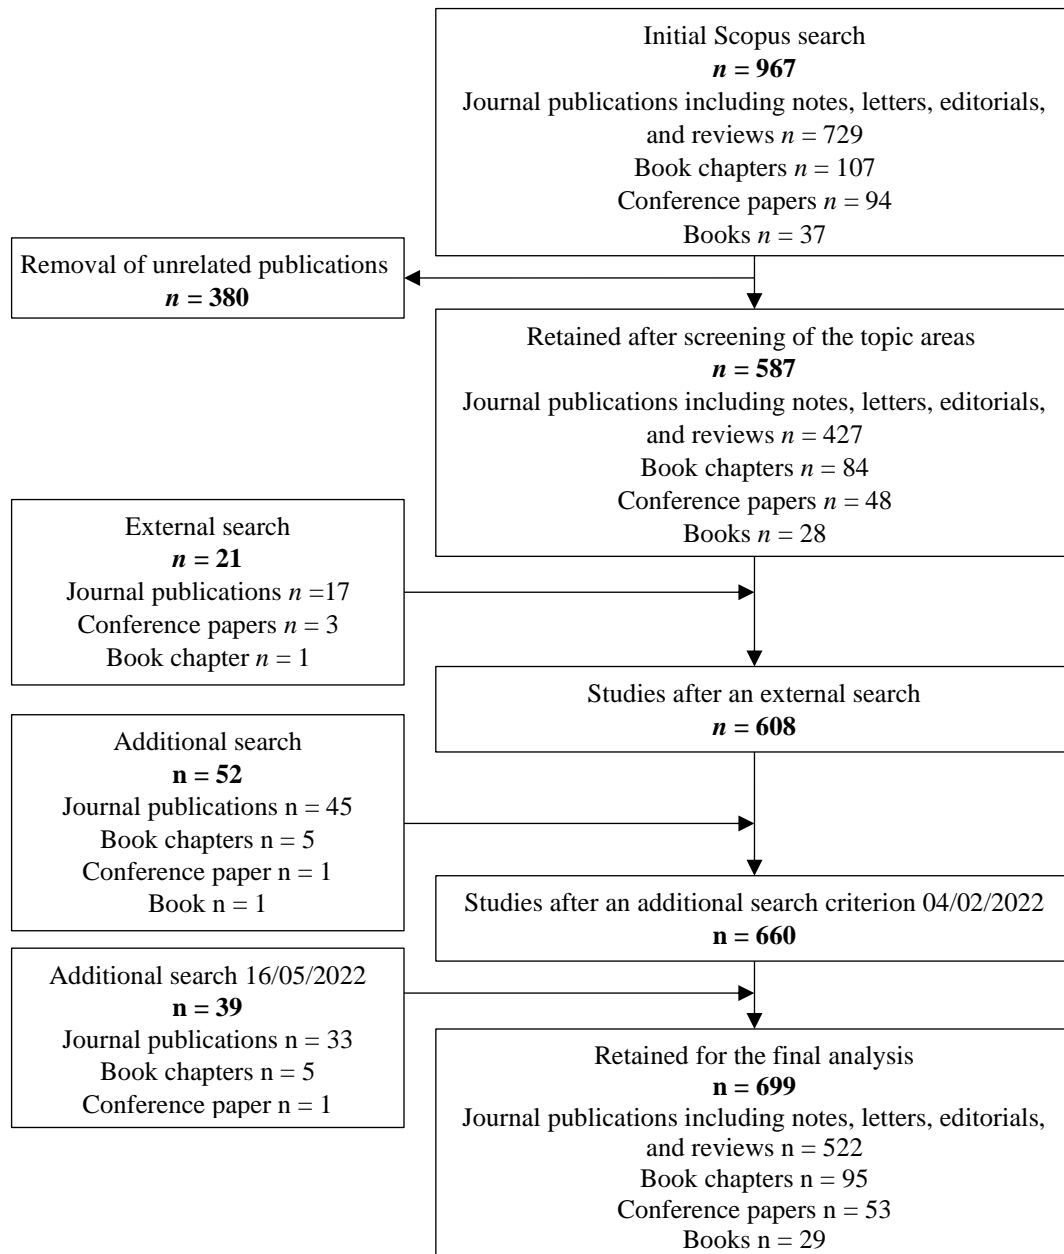 Initial Scopus search
n = 967
Journal publications including notes, letters, editorials,
and reviews n = 729
Book chapters n = 107
Conference papers n = 94
Books n = 37
Removal of unrelated publications
n = 380
Retained after screening of the topic areas
n = 587
Journal publications including notes, letters, editorials,
and reviews n = 427
Book chapters n = 84
Conference papers n = 48
Books n = 28
External search
n = 21
Journal publications n =17
Conference papers n = 3
Book chapter n = 1
Studies after an external search
n = 608
Additional search
n = 52
Journal publications n = 45
Book chapters n = 5
Conference paper n = 1
Book n = 1
Studies after an additional search criterion 04/02/2022
n = 660
Additional search 16/05/2022
n = 39
Journal publications n = 33
Book chapters n = 5
Conference paper n = 1
Retained for the final analysis
n = 699
Journal publications including notes, letters, editorials,
and reviews n = 522
Book chapters n = 95
Conference papers n = 53
Books n = 29